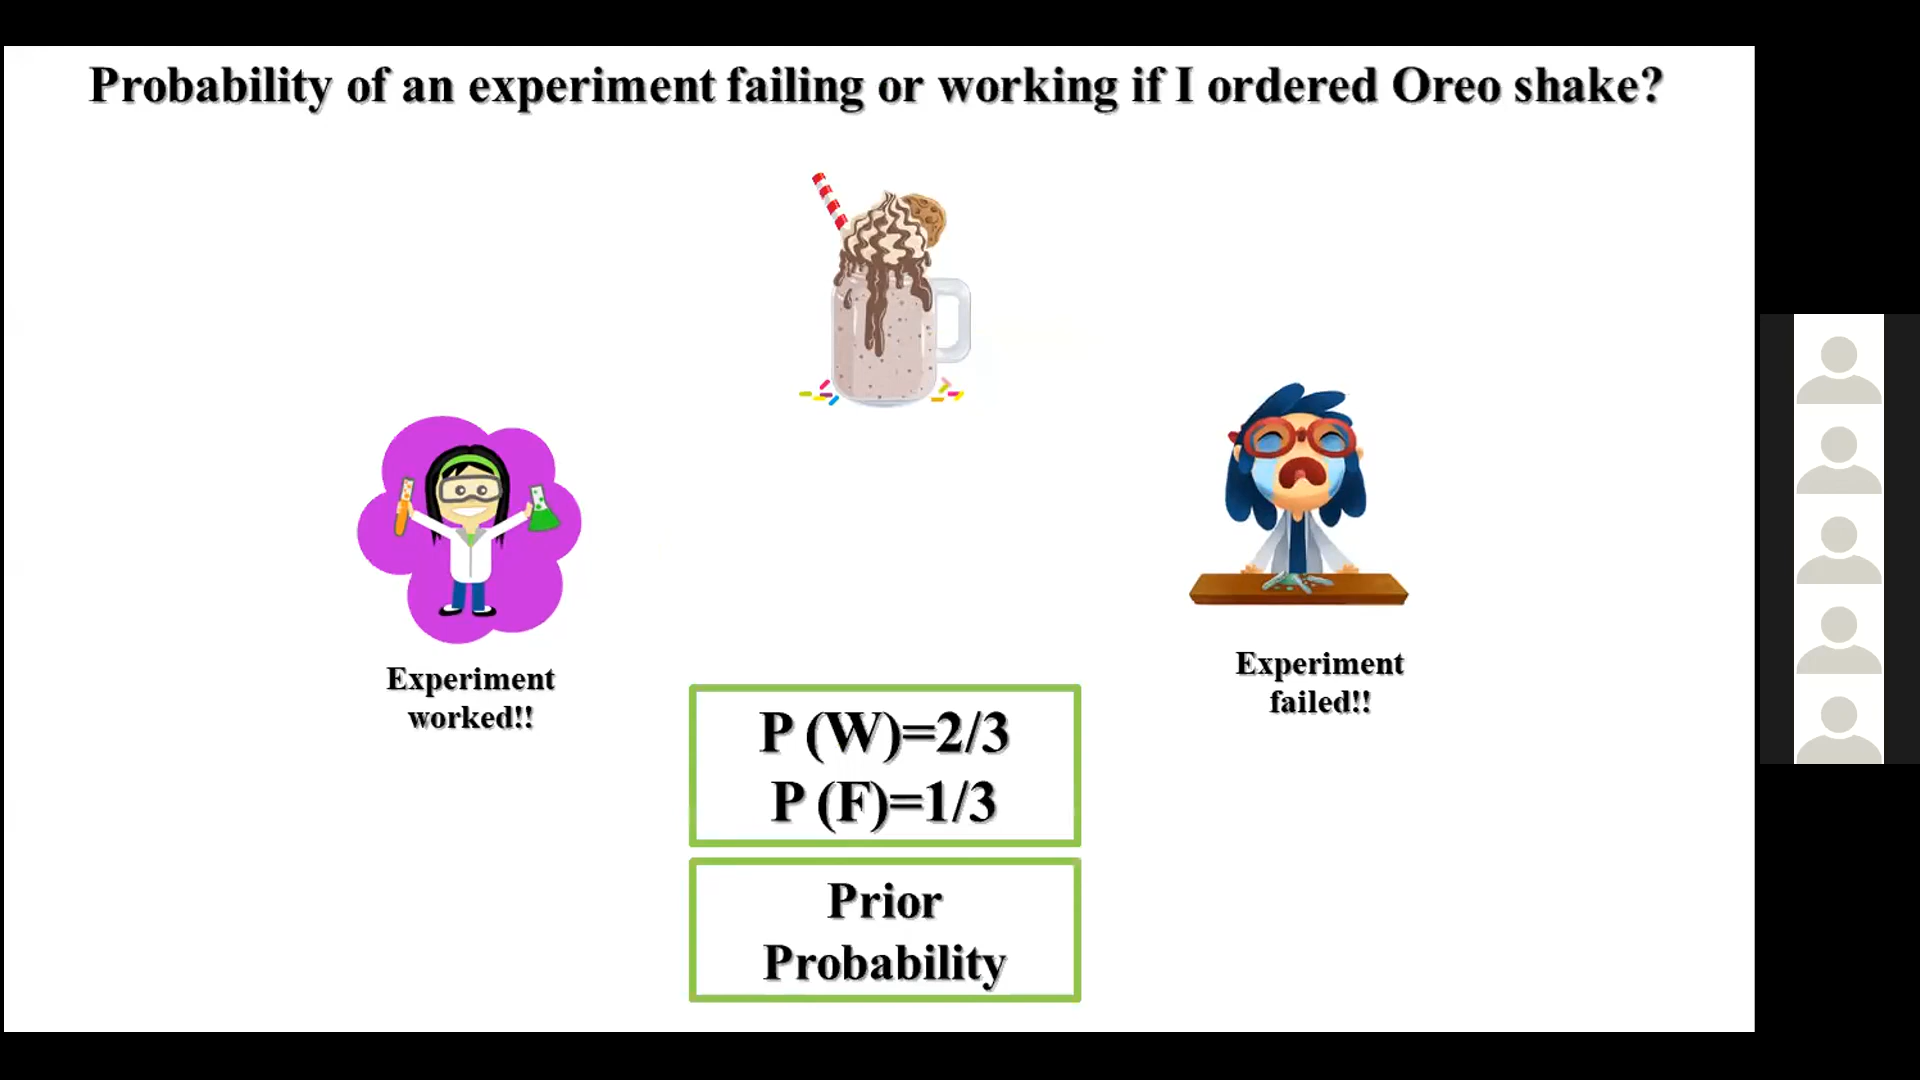 Probability of an experiment failing or working if I ordered Oreo shake?
Experiment
worked!!
Experiment
failed!!
P (W)=2/3
P (F)=1/3
Prior
Probability